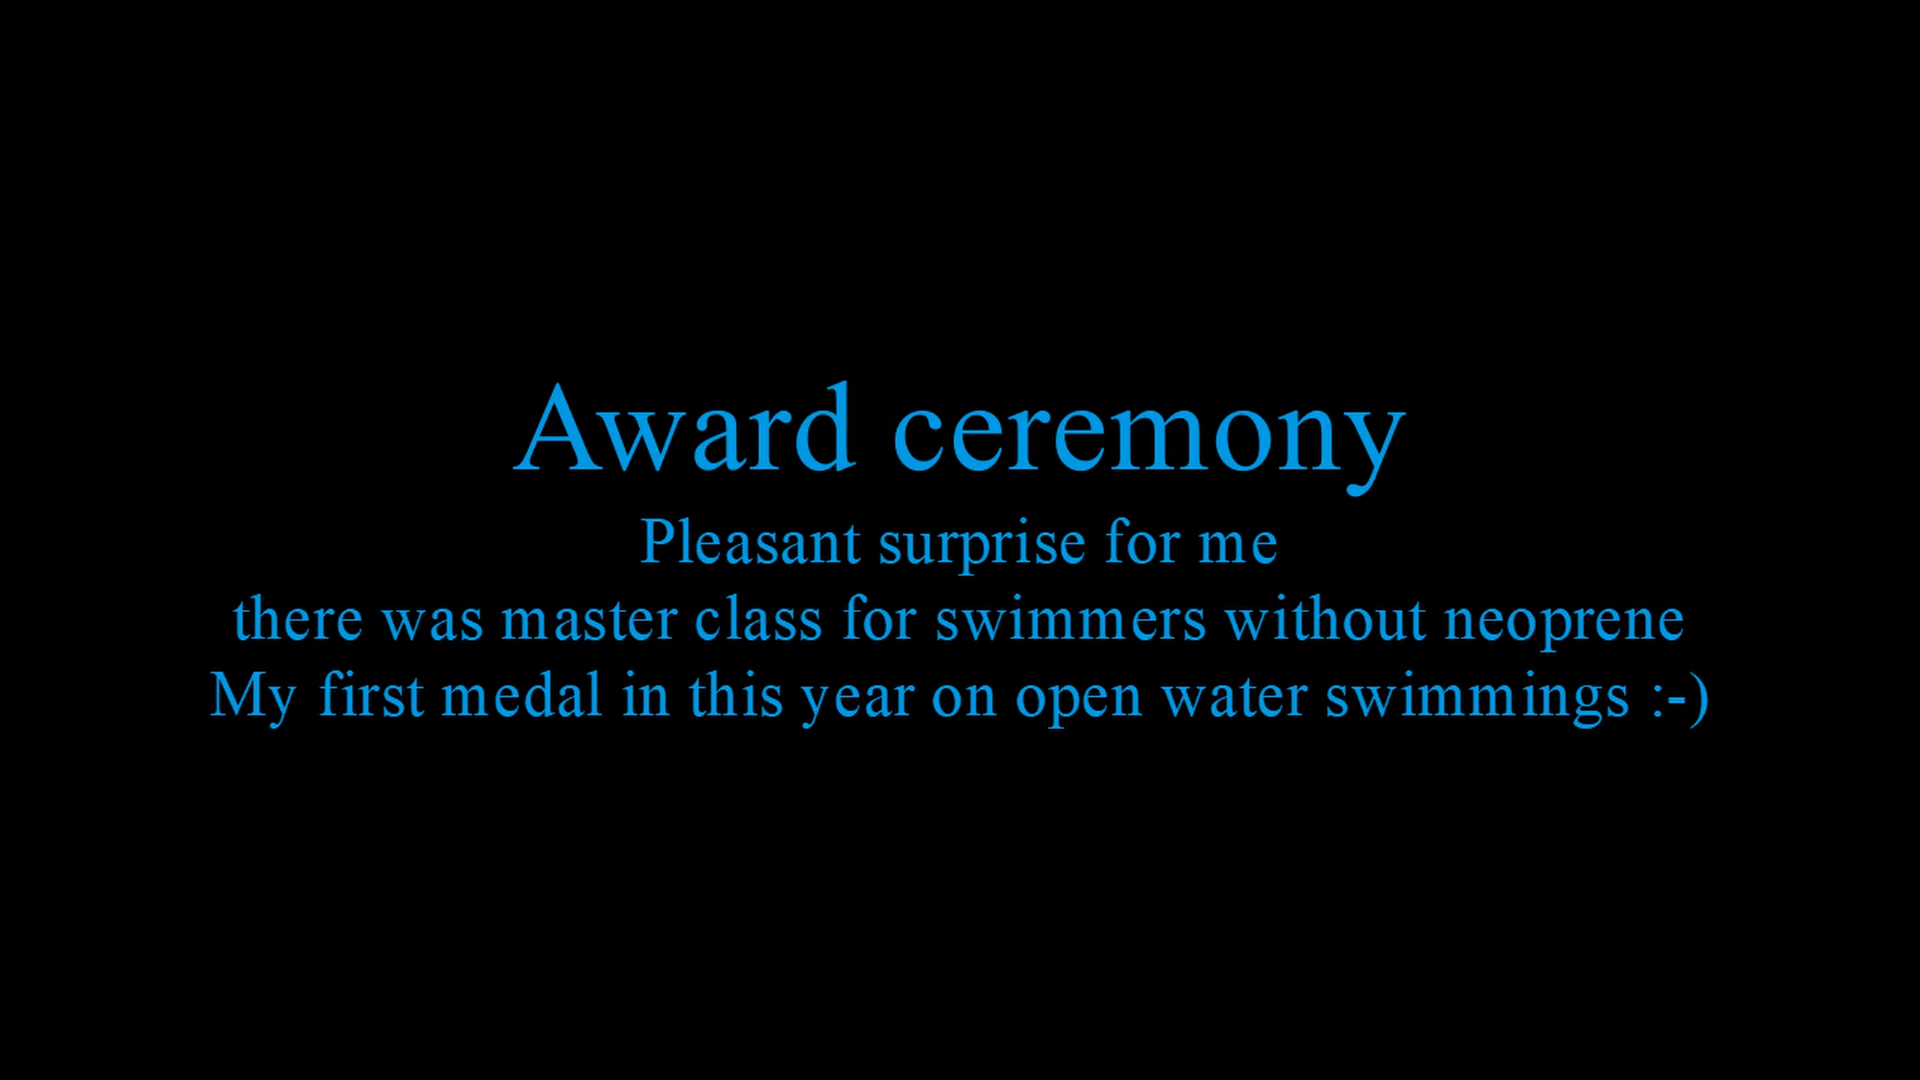 Award ceremony
Pleasant surprise for me
there was master class for swimmers without neoprene
My first medal in this year on open water swimmings :-)